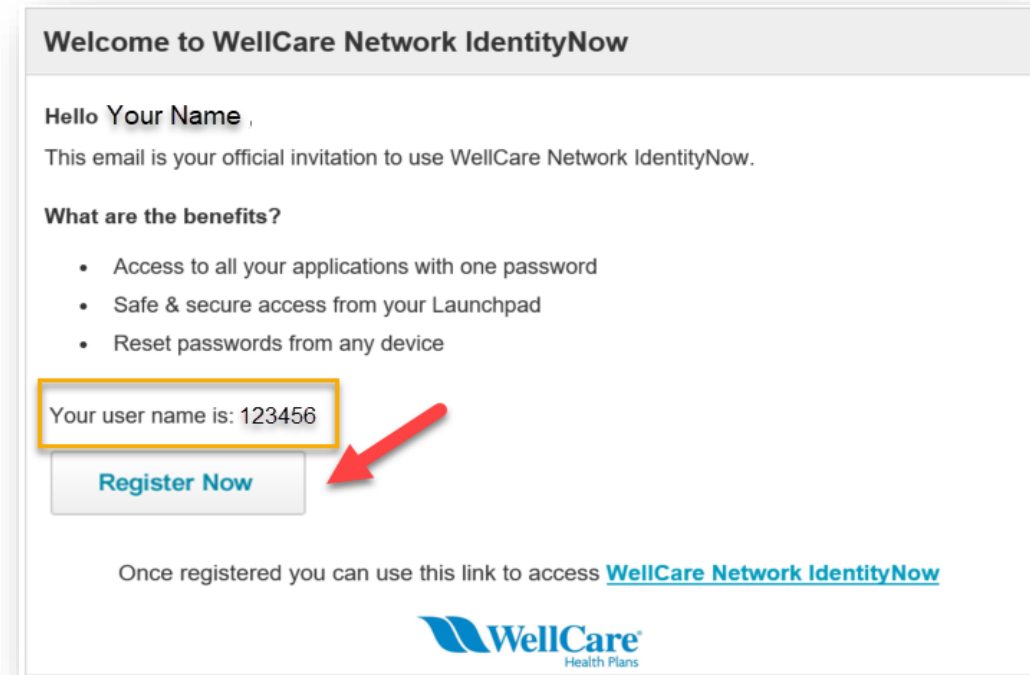 Welcome to WellCare Network IdentityNow
Hello Your Name ,
This email is your official invitation to use WellCare Network IdentityNow.
What are the benefits?
• Access to all your applications with one password
• Safe & secure access from your Launchpad
• Reset passwords from any device
Your user name is: 123456
Register Now
Once registered you can use this link to access WellCare Network IdentityNow
WellCare®
Health Plans